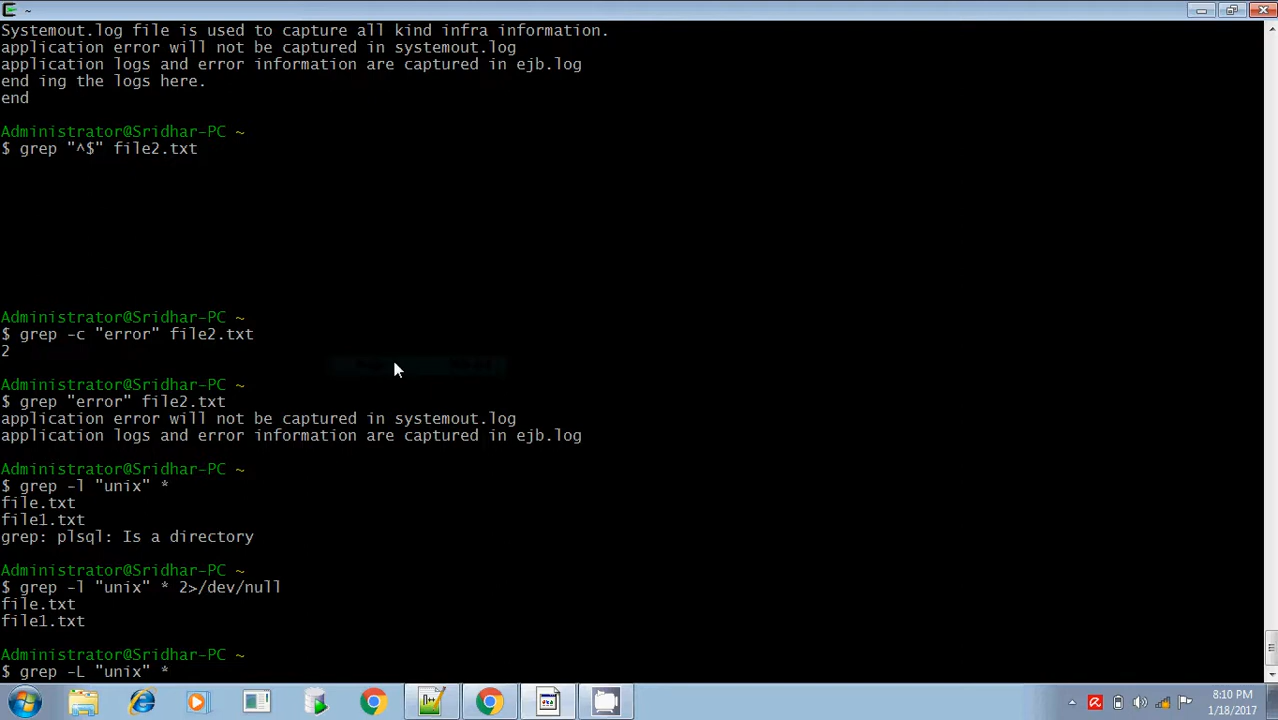 ~
Systemout.log file is used to capture all kind infra information.
application error will not be captured in systemout.log
application logs and error information are captured in ejb.log
end ing the logs here.
end
Administrator@Sridhar-PC ~
$ grep "^$" file2.txt
Administrator@Sridhar-PC ~
$ grep -c "error" file2.txt
2
Administrator@Sridhar-PC ~
$ grep "error" file2.txt
application error will not be captured in systemout.log
application logs and error information are captured in ejb.log
Administrator@Sridhar-PC ~
$ grep -l "unix" *
file.txt
file1.txt
grep: plsql: Is a directory
Administrator@Sridhar-PC ~
$ grep -l "unix" * 2>/dev/null
file.txt
file1.txt
Administrator@Sridhar-PC ~
$ grep -L "unix" *
8:10 PM
1/18/2017